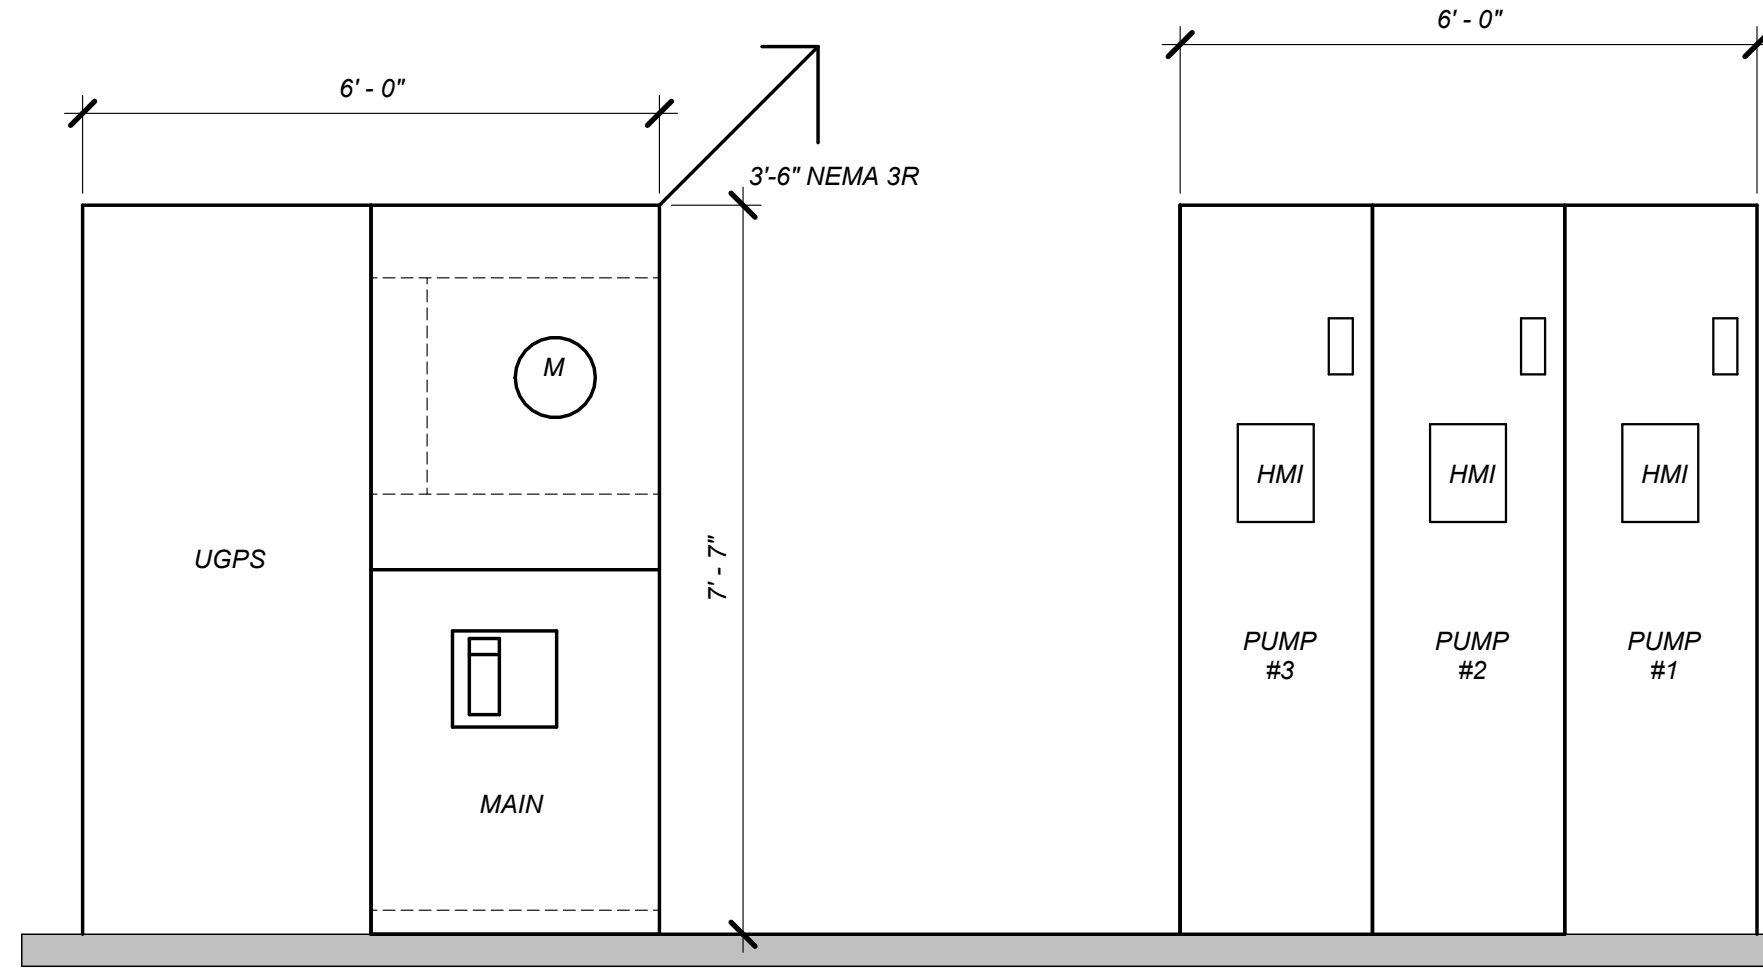 6' - 0"
6' - 0"
3'-6" NEMA 3R
M
HMI
HMI
HMI
UGPS
7' - 7"
PUMP
#3
PUMP
#2
PUMP
#1
MAIN